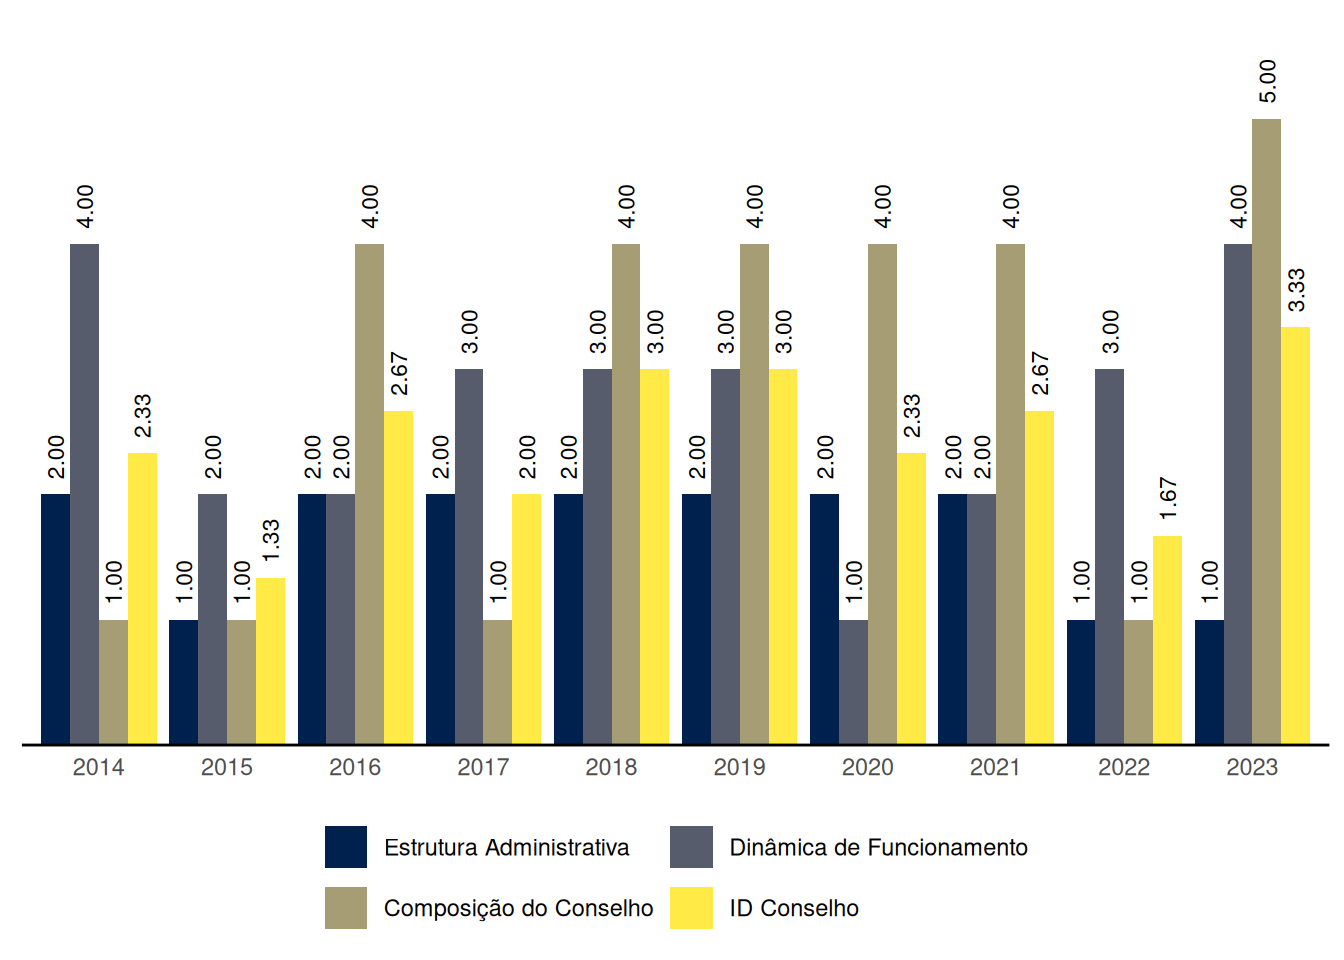 2.00 4.00 1.00 2.33 1.00 2.00 1.00 1.33 2.00 2.00 4.00 2.67 2.00 3.00 1.00 2.00 2.00 3.00 4.00 3.00 2.00 3.00 4.00 3.00 2.00 1.00 4.00 2.33 2.00 2.00 4.00 2.67 1.00 3.00 1.00 1.67 1.00 4.00 5.00 3.33
2014 2015 2016 2017 2018 2019 2020 2021 2022 2023
Estrutura Administrativa Dinâmica de Funcionamento
Composição do Conselho ID Conselho